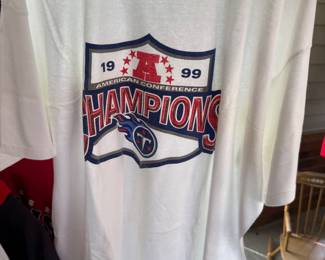 A
19 99
AMERICAN CONFERENCE
CHAMPIONS
T